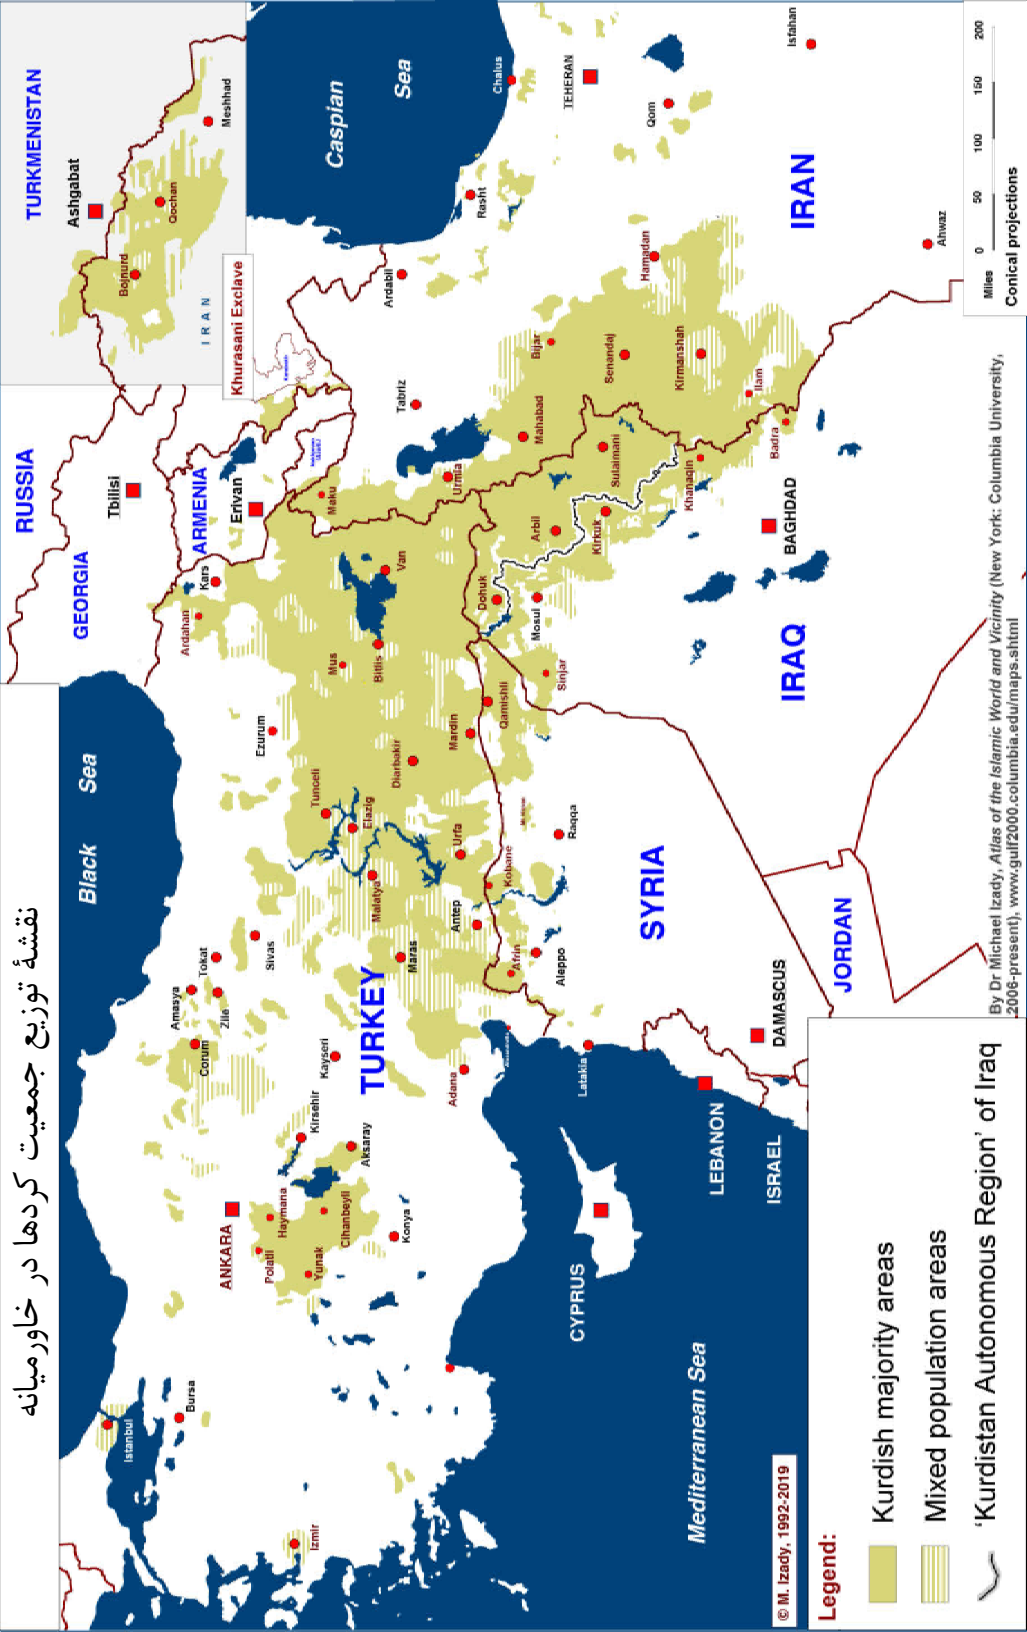 نقشهٔ توزیع جمعیت کردها در خاورمیانه
RUSSIA
GEORGIA
Tbilisi
ARMENIA
Erivan
TURKMENISTAN
Ashgabat
Bojnurd
Qochan
Meshhad
IRAN
Khurasani Exclave
Black Sea
Caspian Sea
Istanbul
Bursa
Izmir
ANKARA
Polatli
Haymana
Yunak
Cihanbeyli
Konya
Aksaray
Kirsehir
Kayseri
Corum
Amasya
Zile
Tokat
Sivas
TURKEY
Adana
Maras
Antep
Malatya
Elazig
Tunceli
Ezurum
Urfa
Diarbakir
Mardin
Mus
Bitlis
Van
Ardahan
Kars
Maku
Urmia
Tabriz
Ardabil
Rasht
Chalus
TEHERAN
Qom
Isfahan
Hamadan
Bijar
Senandaj
Kirmanshah
Mahabad
Ilam
Ahwaz
IRAN
Badra
Khanaqin
Sulaimani
Kirkuk
Arbil
Dohuk
Mosul
Sinjar
BAGHDAD
IRAQ
Qamishli
Kobane
Afrin
Aleppo
Raqqa
SYRIA
Latakia
DAMASCUS
JORDAN
LEBANON
ISRAEL
CYPRUS
Mediterranean Sea
© M. Izady, 1992-2019
Legend:
Kurdish majority areas
Mixed population areas
‘Kurdistan Autonomous Region’ of Iraq
By Dr Michael Izady, Atlas of the Islamic World and Vicinity (New York: Columbia University,
2006-present), www.gulf2000.columbia.edu/maps.shtml
Miles 0 50 100 150 200
Conical projections